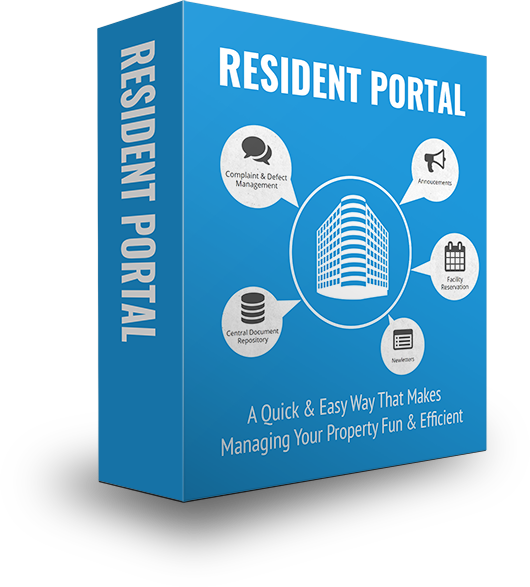 RESIDENT PORTAL
RESIDENT PORTAL
Complaint & Defect
Management
Annoucements
Facility
Reservation
Central Document
Repository
Newletters
A Quick & Easy Way That Makes
Managing Your Property Fun & Efficient